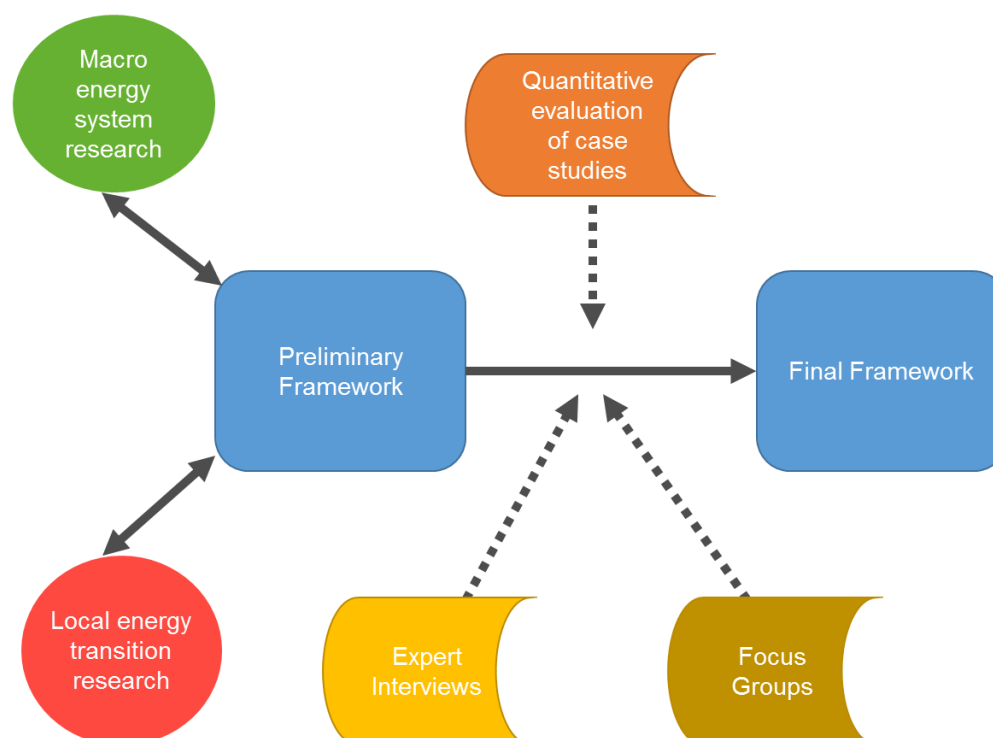 Macro
energy
system
research
Quantitative
evaluation
of case
studies
Preliminary
Framework
Final Framework
Local energy
transition
research
Expert
Interviews
Focus
Groups